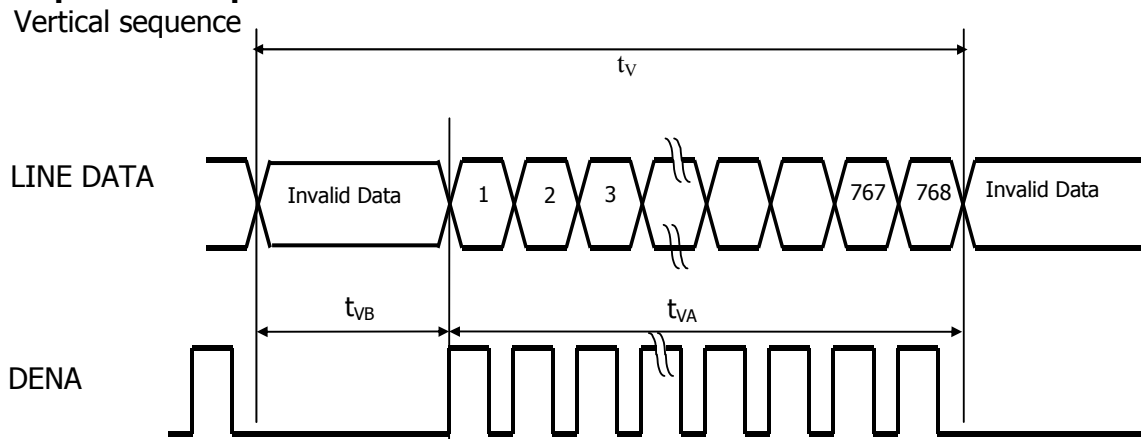 Vertical sequence
tV
LINE DATA
Invalid Data
1
2
3
767
768
Invalid Data
tVB
tVA
DENA